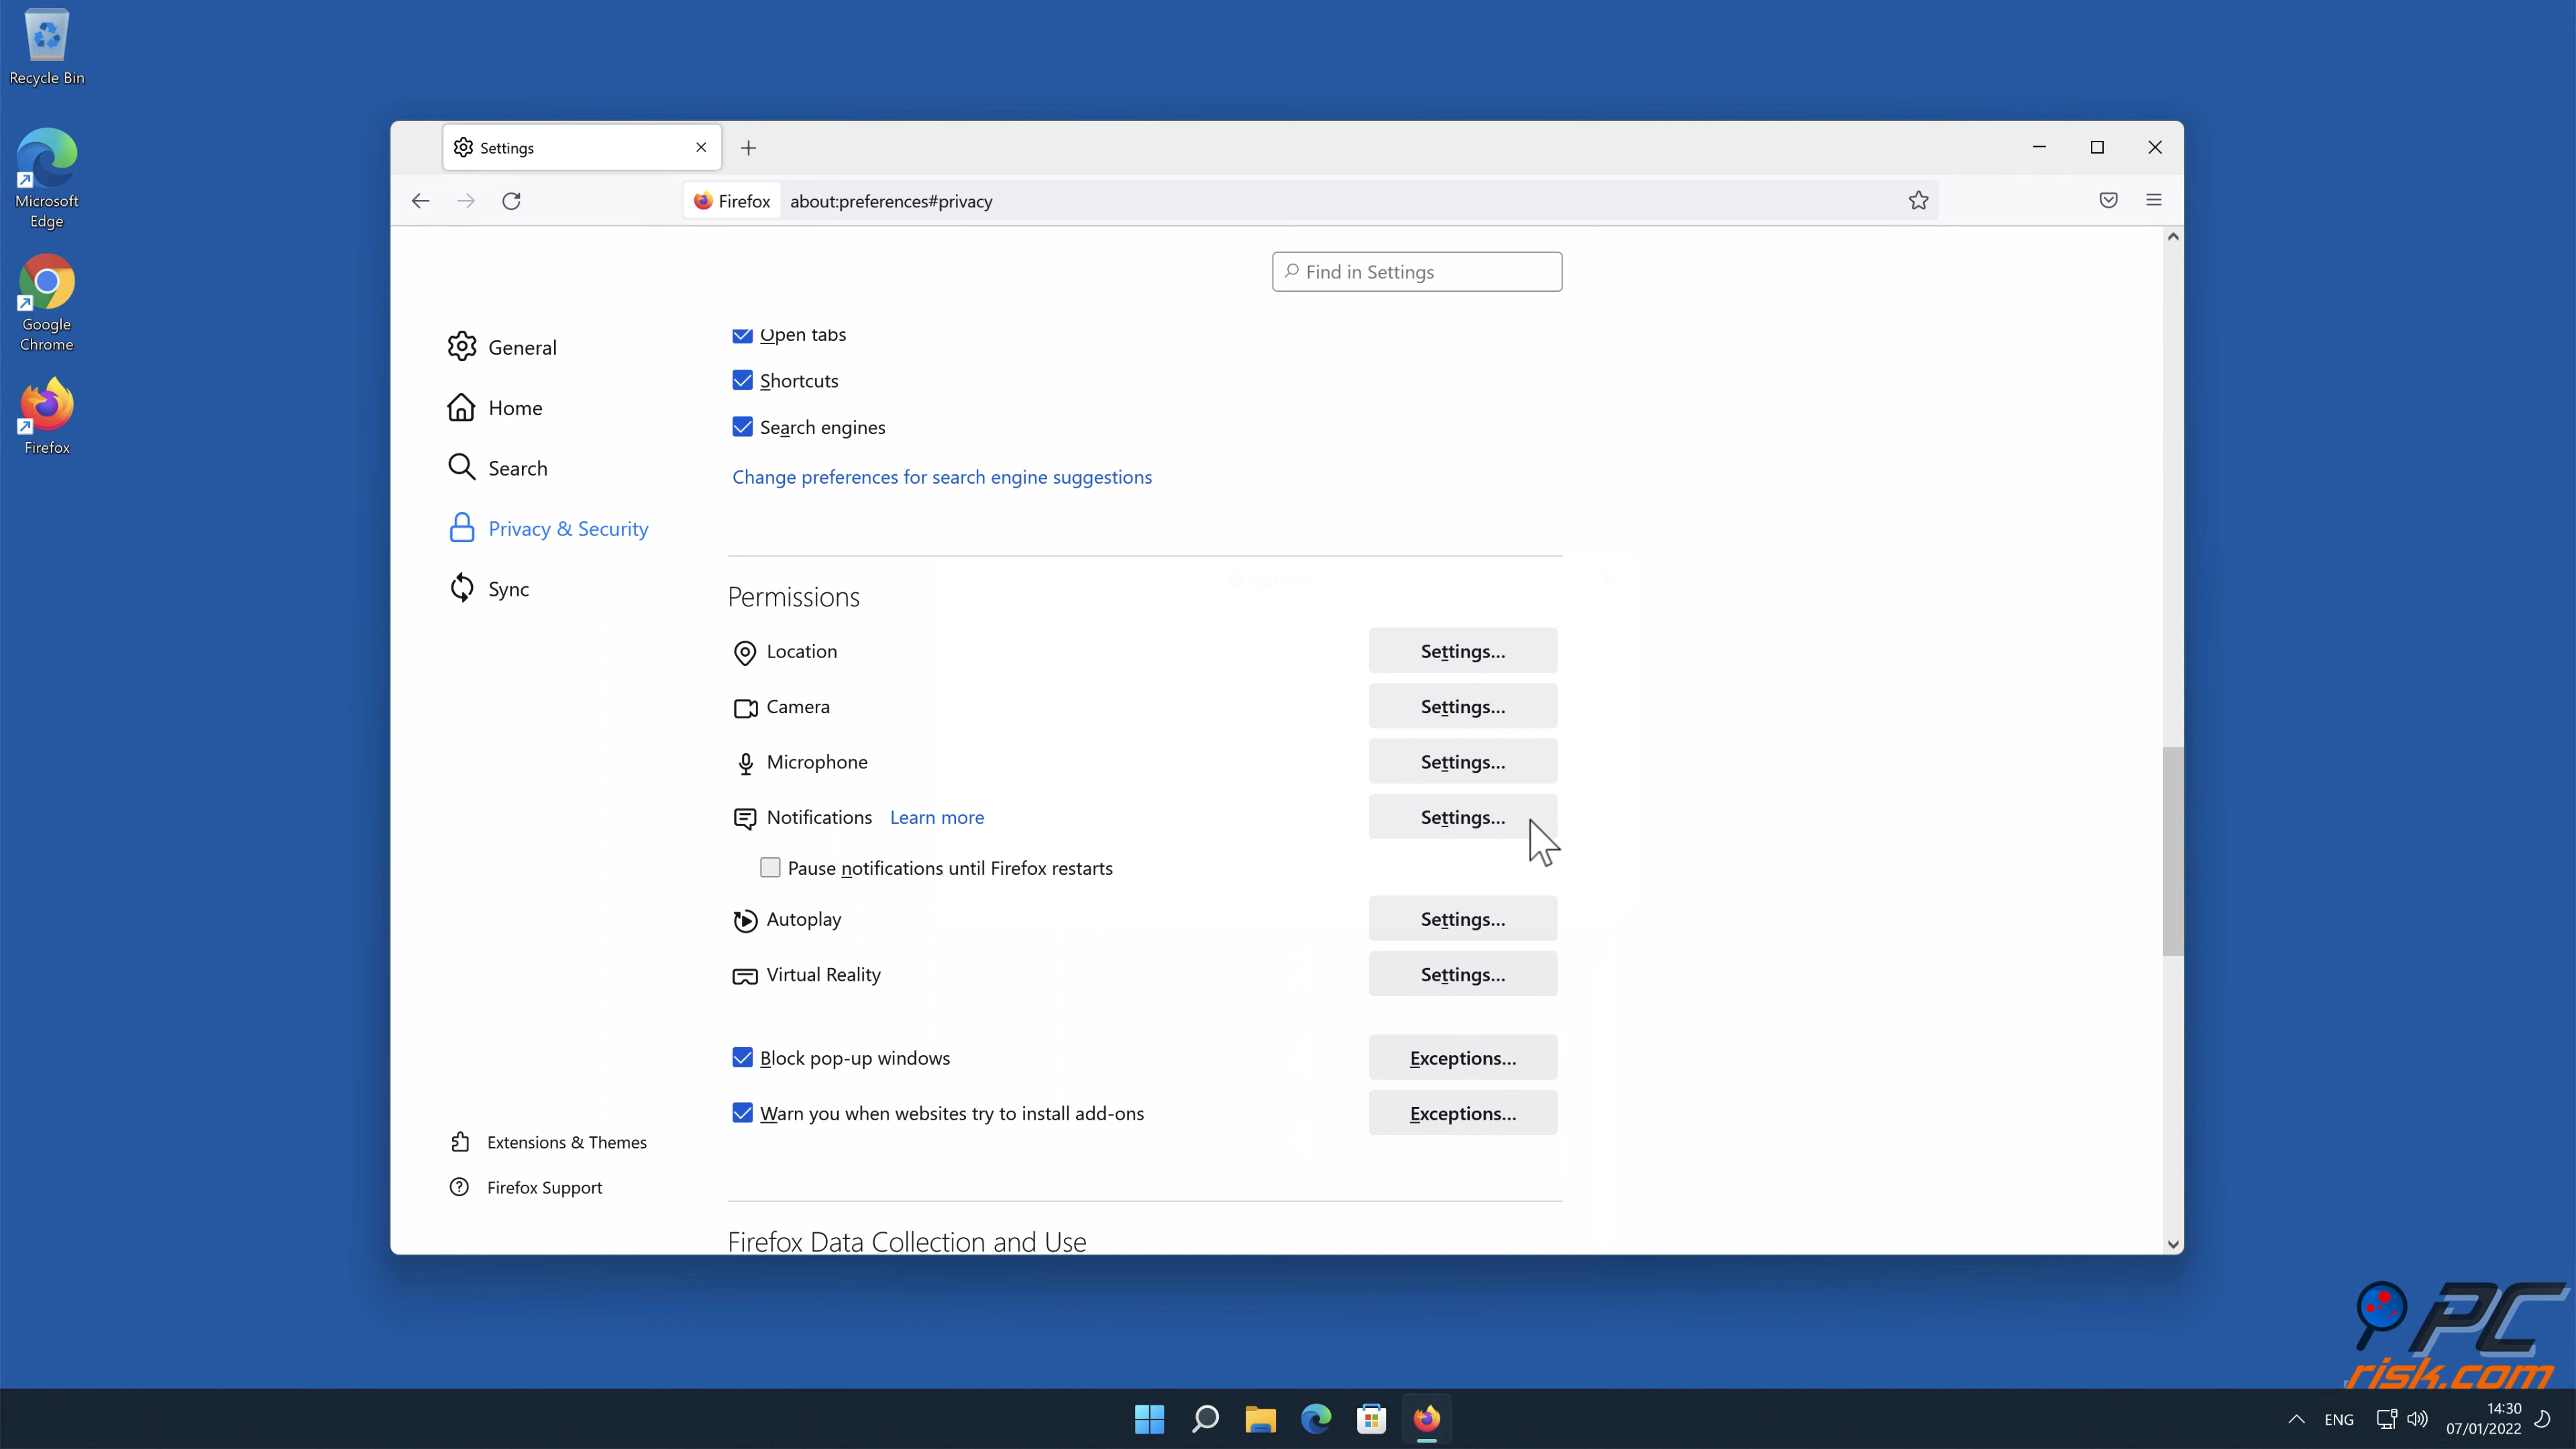 Recycle Bin
Microsoft
Edge
Google
Chrome
Firefox
Settings
Firefox about:preferences#privacy
Find in Settings
General
Home
Search
Privacy & Security
Sync
Extensions & Themes
Firefox Support
Open tabs
Shortcuts
Search engines
Change preferences for search engine suggestions
Permissions
Location Settings...
Camera Settings...
Microphone Settings...
Notifications Learn more Settings...
Pause notifications until Firefox restarts
Autoplay Settings...
Virtual Reality Settings...
Block pop-up windows Exceptions...
Warn you when websites try to install add-ons Exceptions...
Firefox Data Collection and Use
PC
risk.com
ENG
14:30
07/01/2022